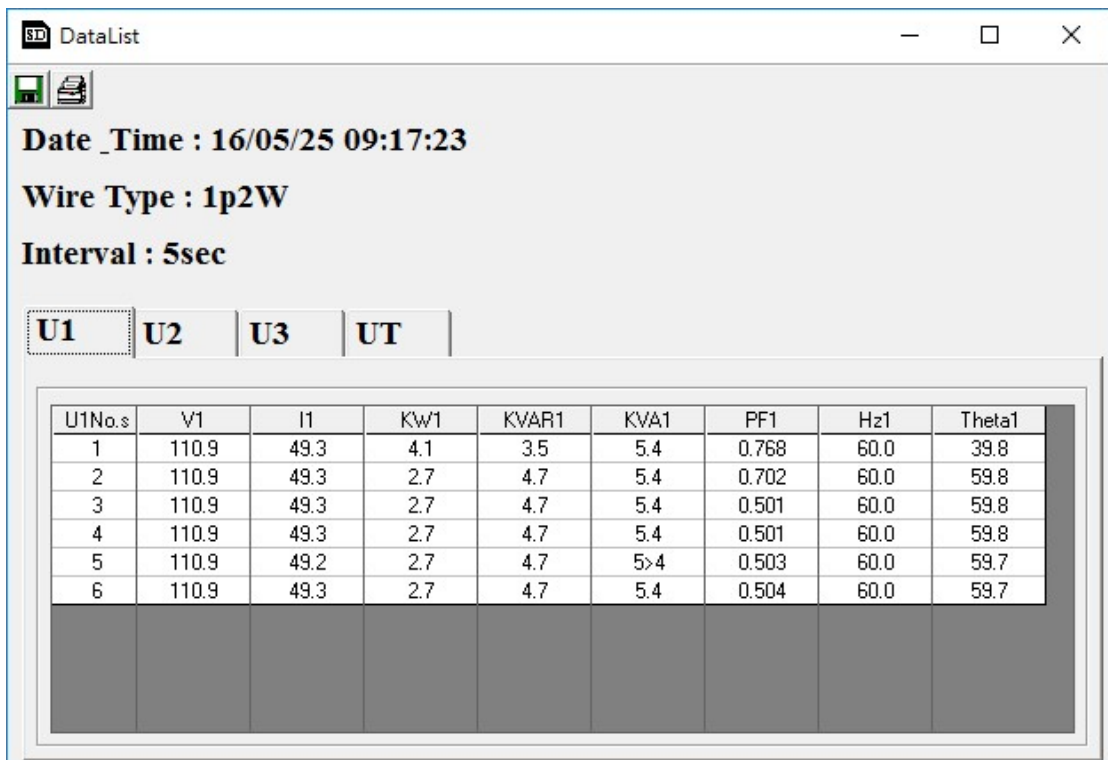 SD DataList
Date _Time : 16/05/25 09:17:23
Wire Type : 1p2W
Interval : 5sec
U1 U2 U3 UT
U1No.s V1 I1 KW1 KVAR1 KVA1 PF1 Hz1 Theta1
1 110.9 49.3 4.1 3.5 5.4 0.768 60.0 39.8
2 110.9 49.3 2.7 4.7 5.4 0.702 60.0 59.8
3 110.9 49.3 2.7 4.7 5.4 0.501 60.0 59.8
4 110.9 49.3 2.7 4.7 5.4 0.501 60.0 59.8
5 110.9 49.2 2.7 4.7 5>4 0.503 60.0 59.7
6 110.9 49.3 2.7 4.7 5.4 0.504 60.0 59.7